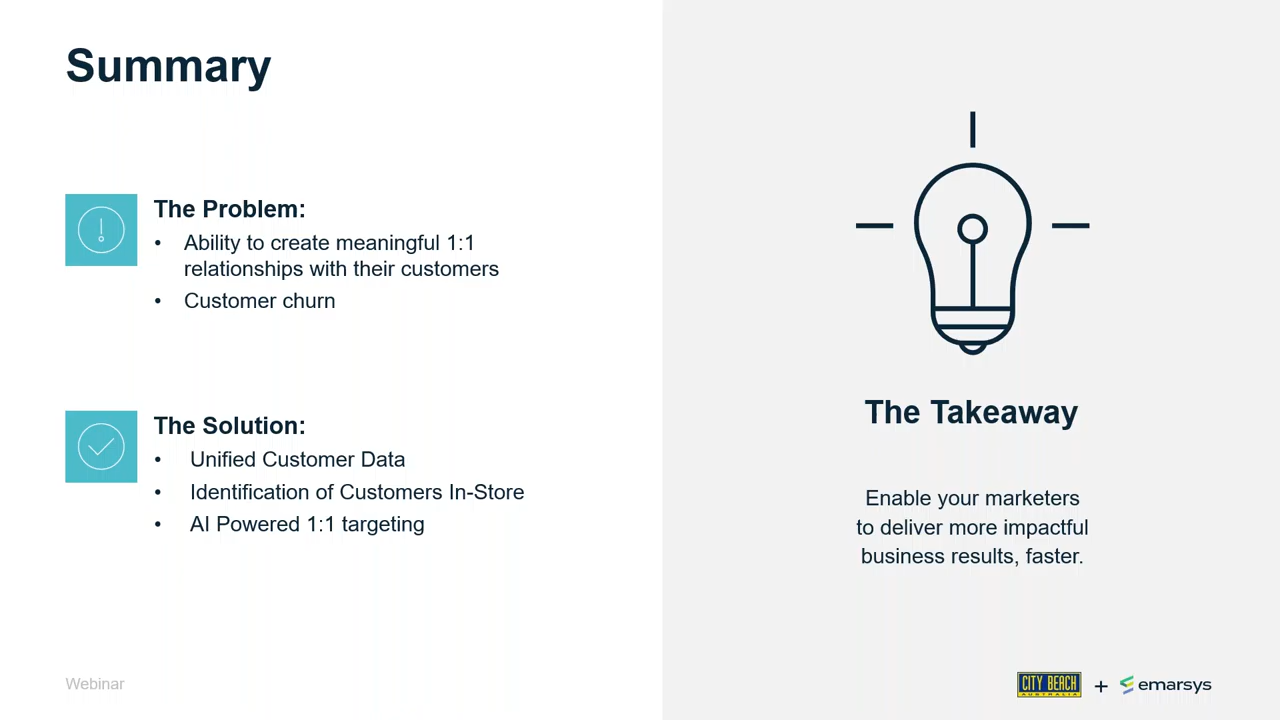 Summary
The Problem:
• Ability to create meaningful 1:1
relationships with their customers
• Customer churn
The Solution:
• Unified Customer Data
• Identification of Customers In-Store
• AI Powered 1:1 targeting
The Takeaway
Enable your marketers
to deliver more impactful
business results, faster.
Webinar
CITY BEACH
AUSTRALIA
+ emarsys